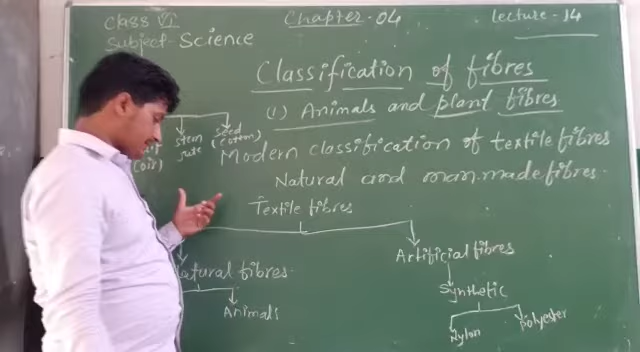 Class VI
Chapter-04
Lecture-14
Subject-Science
Classification of fibres
(1) Animals and plant fibres
stem
jute
seed
(cotton)
(oir)
Modern classification of textile fibres
Natural and man.made fibres.
Textile fibres
Artificial fibres
atural fibres.
Synthetic
Animals
Nylon
Polyester